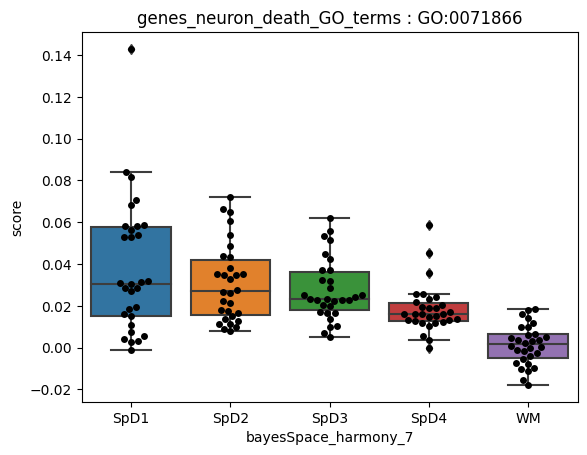 genes_neuron_death_GO_terms : GO:0071866
0.14
0.12
0.10
0.08
0.06
0.04
0.02
0.00
−0.02
score
SpD1 SpD2 SpD3 SpD4 WM
bayesSpace_harmony_7